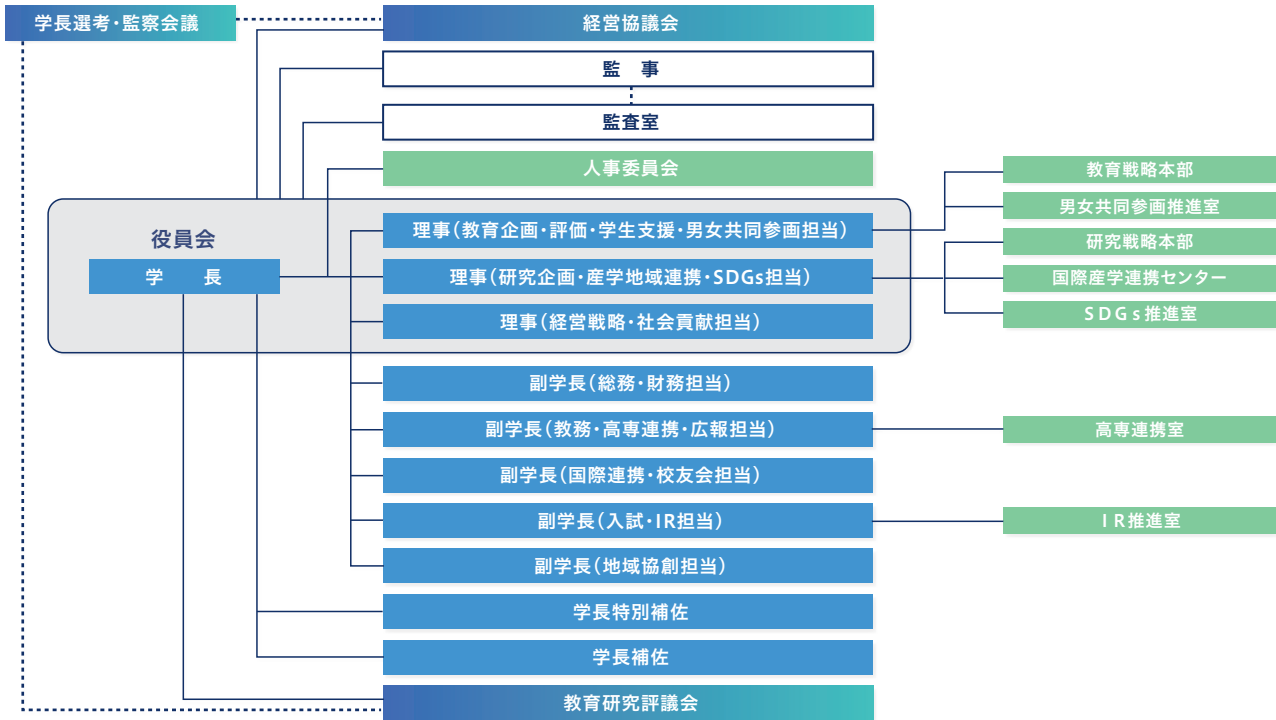 学長選考・監察会議
経営協議会
監　事
監査室
人事委員会
教育戦略本部
男女共同参画推進室
役員会
理事（教育企画・評価・学生支援・男女共同参画担当）
研究戦略本部
学　長
理事（研究企画・産学地域連携・SDGs担当）
国際産学連携センター
理事（経営戦略・社会貢献担当）
SDGs推進室
副学長（総務・財務担当）
副学長（教務・高専連携・広報担当）
高専連携室
副学長（国際連携・校友会担当）
副学長（入試・IR担当）
IR推進室
副学長（地域協創担当）
学長特別補佐
学長補佐
教育研究評議会